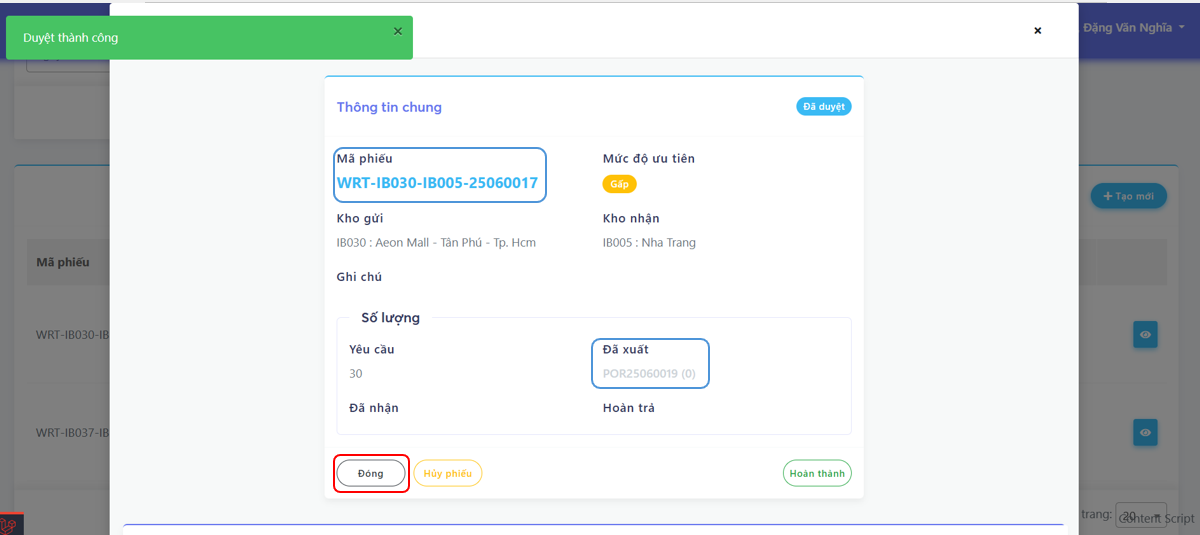 Duyệt thành công
×
×
Đặng Văn Nghĩa
Thông tin chung
Đã duyệt
Mã phiếu
WRT-IB030-IB005-25060017
Mức độ ưu tiên
Gấp
Kho gửi
IB030 : Aeon Mall - Tân Phú - Tp. Hcm
Kho nhận
IB005 : Nha Trang
Ghi chú
Số lượng
Yêu cầu
30
Đã xuất
POR25060019 (0)
Đã nhận
Hoàn trả
Đóng
Hủy phiếu
Hoàn thành
+ Tạo mới
Mã phiếu
WRT-IB030-IB
WRT-IB037-IB
trang: 20
Content Script